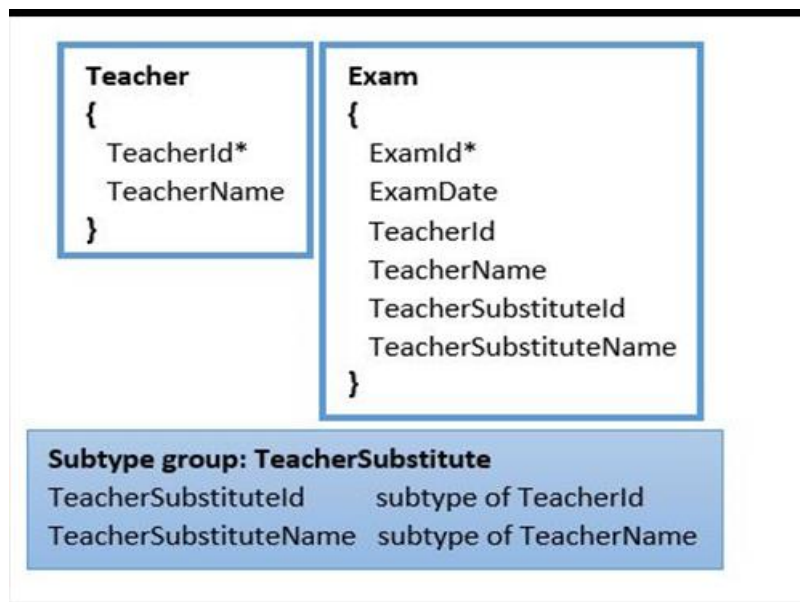 Teacher
{
TeacherId*
TeacherName
}
Exam
{
ExamId*
ExamDate
TeacherId
TeacherName
TeacherSubstituteId
TeacherSubstituteName
}
Subtype group: TeacherSubstitute
TeacherSubstituteId subtype of TeacherId
TeacherSubstituteName subtype of TeacherName